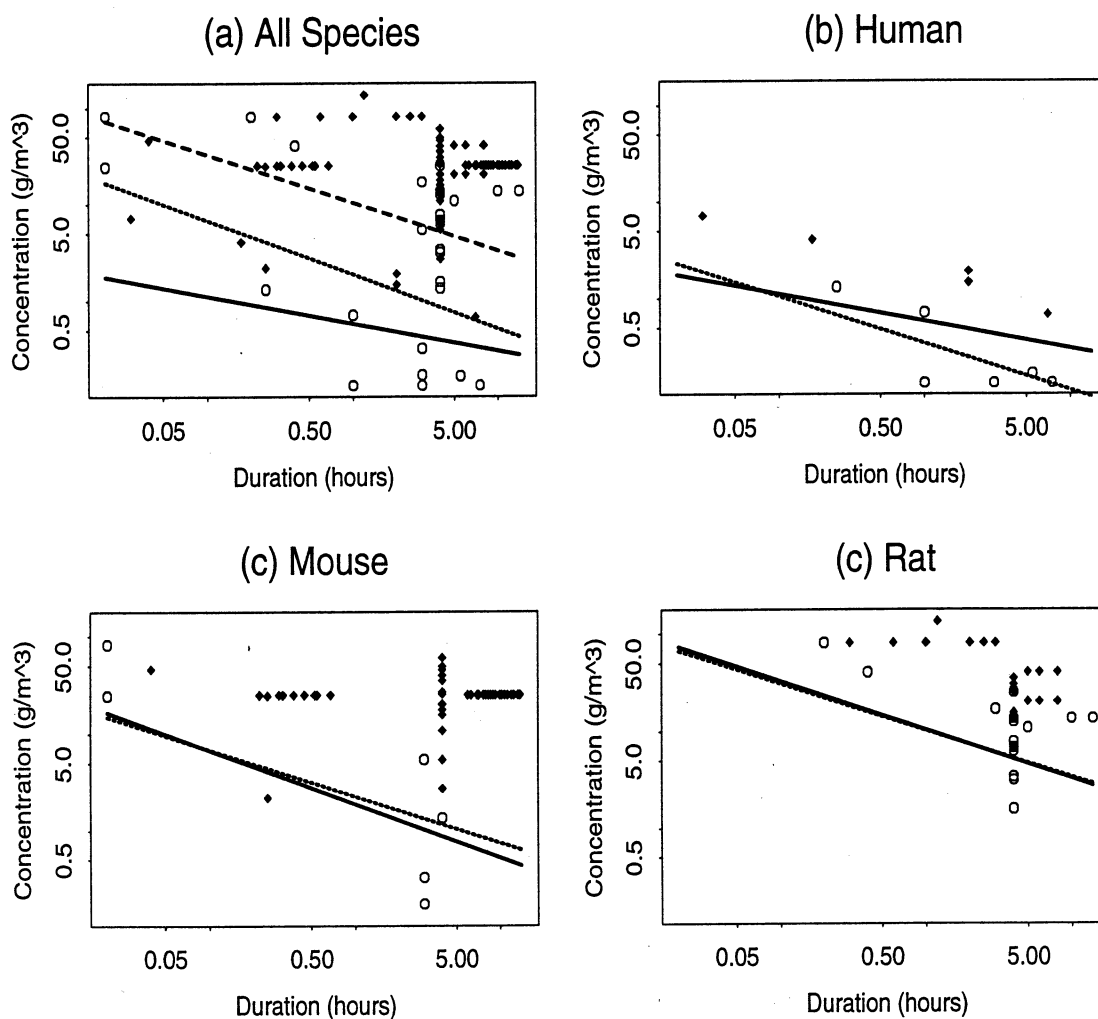 (a) All Species
Concentration (g/m^3)
50.0
5.0
0.5
0.05
0.50
5.00
Duration (hours)
(b) Human
Concentration (g/m^3)
50.0
5.0
0.5
0.05
0.50
5.00
Duration (hours)
(c) Mouse
Concentration (g/m^3)
50.0
5.0
0.5
0.05
0.50
5.00
Duration (hours)
(c) Rat
Concentration (g/m^3)
50.0
5.0
0.5
0.05
0.50
5.00
Duration (hours)